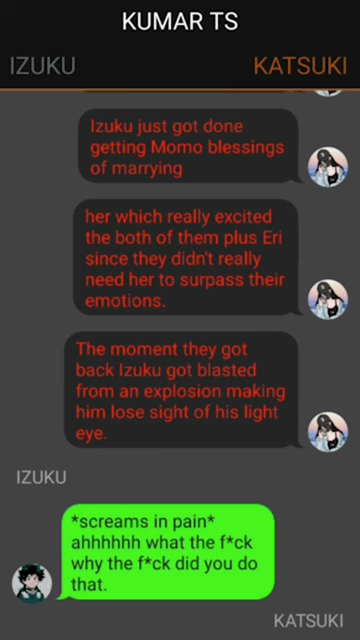 KUMAR TS
IZUKU
KATSUKI
Izuku just got done
getting Momo blessings
of marrying
her which really excited
the both of them plus Eri
since they didn't really
need her to surpass their
emotions.
The moment they got
back Izuku got blasted
from an explosion making
him lose sight of his light
eye.
IZUKU
*screams in pain*
ahhhhhh what the f*ck
why the f*ck did you do
that.
KATSUKI